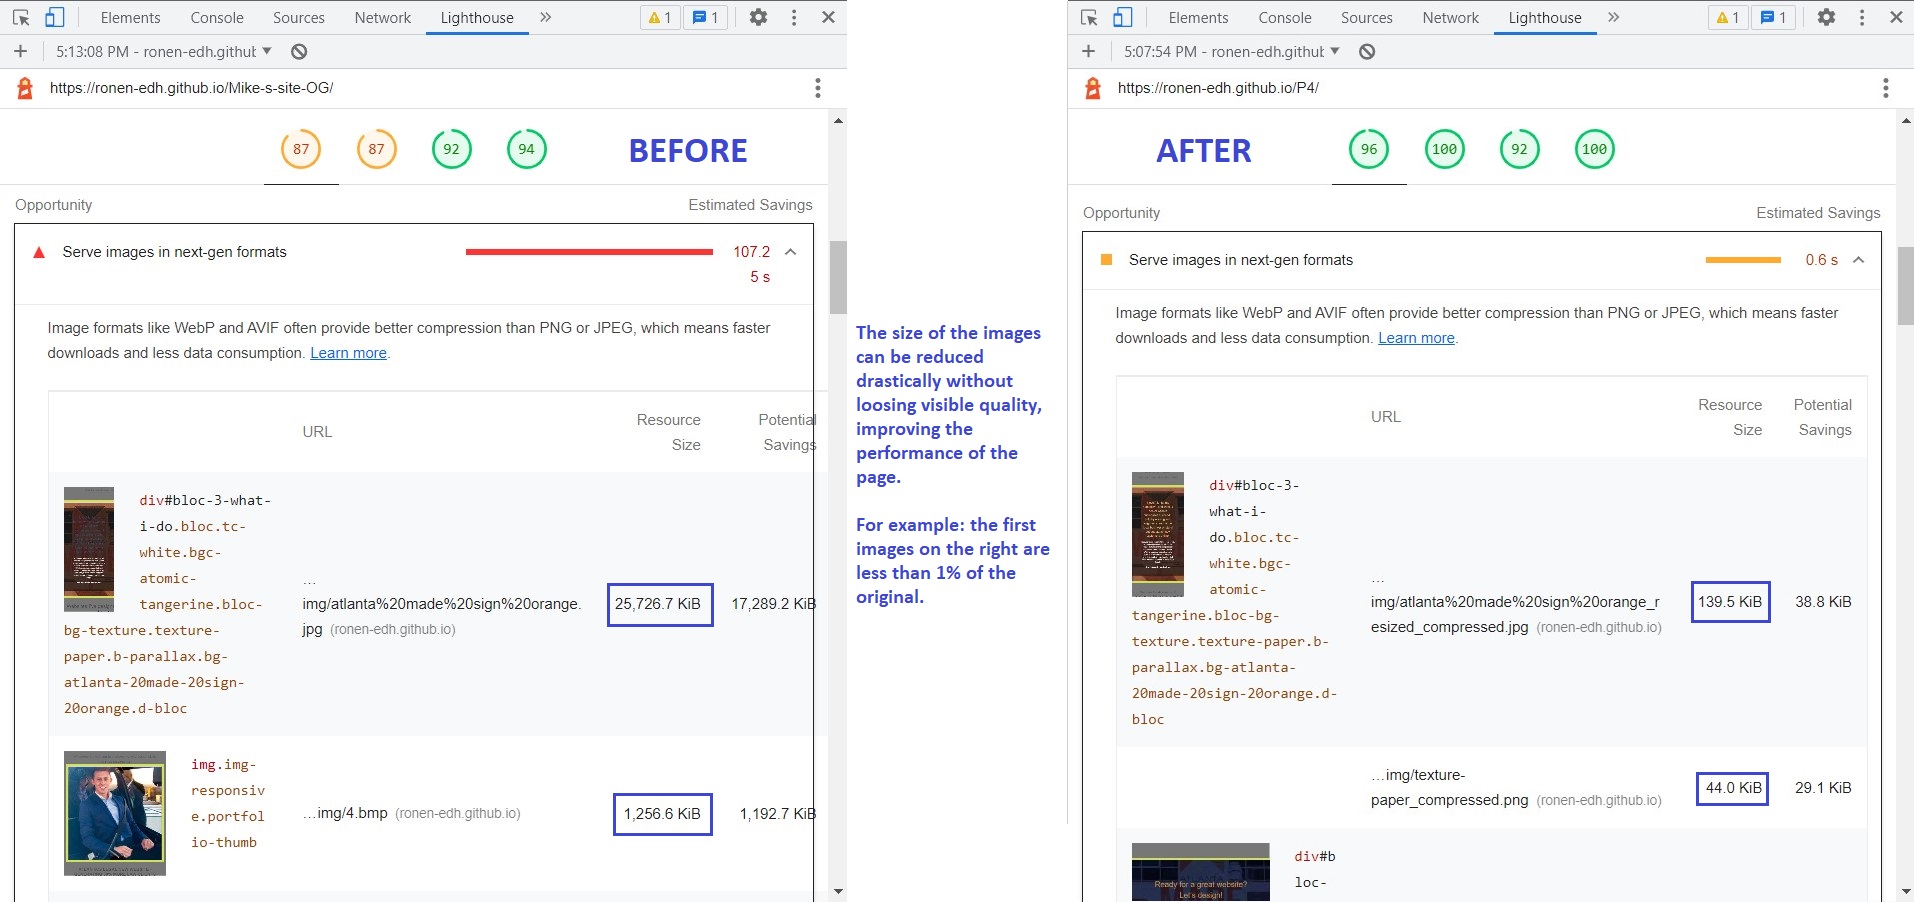 Elements Console Sources Network Lighthouse » 1 1
5:13:08 PM - ronen-edh.githul
https://ronen-edh.github.io/Mike-s-site-OG/
87 87 92 94 BEFORE
Opportunity Estimated Savings
Serve images in next-gen formats 107.2
5 s
Image formats like WebP and AVIF often provide better compression than PNG or JPEG, which means faster
downloads and less data consumption. Learn more.
URL Resource Size Potential Savings
div#bloc-3-what-
i-do.bloc.tc-
white.bgc-
atomic-
tangerine.bloc-
bg-texture.texture-
paper.b-parallax.bg-
atlanta-20made-20sign-
20orange.d-bloc
…
img/atlanta%20made%20sign%20orange.
jpg (ronen-edh.github.io)
25,726.7 KiB 17,289.2 KiB
img.img-
responsiv
e.portfol
io-thumb
…img/4.bmp (ronen-edh.github.io) 1,256.6 KiB 1,192.7 KiB
The size of the images
can be reduced
drastically without
loosing visible quality,
improving the
performance of the
page.
For example: the first
images on the right are
less than 1% of the
original.
Elements Console Sources Network Lighthouse » 1 1
5:07:54 PM - ronen-edh.githul
https://ronen-edh.github.io/P4/
AFTER 96 100 92 100
Opportunity Estimated Savings
Serve images in next-gen formats 0.6 s
Image formats like WebP and AVIF often provide better compression than PNG or JPEG, which means faster
downloads and less data consumption. Learn more.
URL Resource Size Potential Savings
div#bloc-3-
what-i-
do.bloc.tc-
white.bgc-
atomic-
tangerine.bloc-bg-
texture.texture-paper.b-
parallax.bg-atlanta-
20made-20sign-20orange.d-
bloc
…
img/atlanta%20made%20sign%20orange_r
esized_compressed.jpg (ronen-edh.github.io)
139.5 KiB 38.8 KiB
…img/texture-
paper_compressed.png (ronen-edh.github.io)
44.0 KiB 29.1 KiB
Ready for a great website?
Let's design!
div#b
loc-